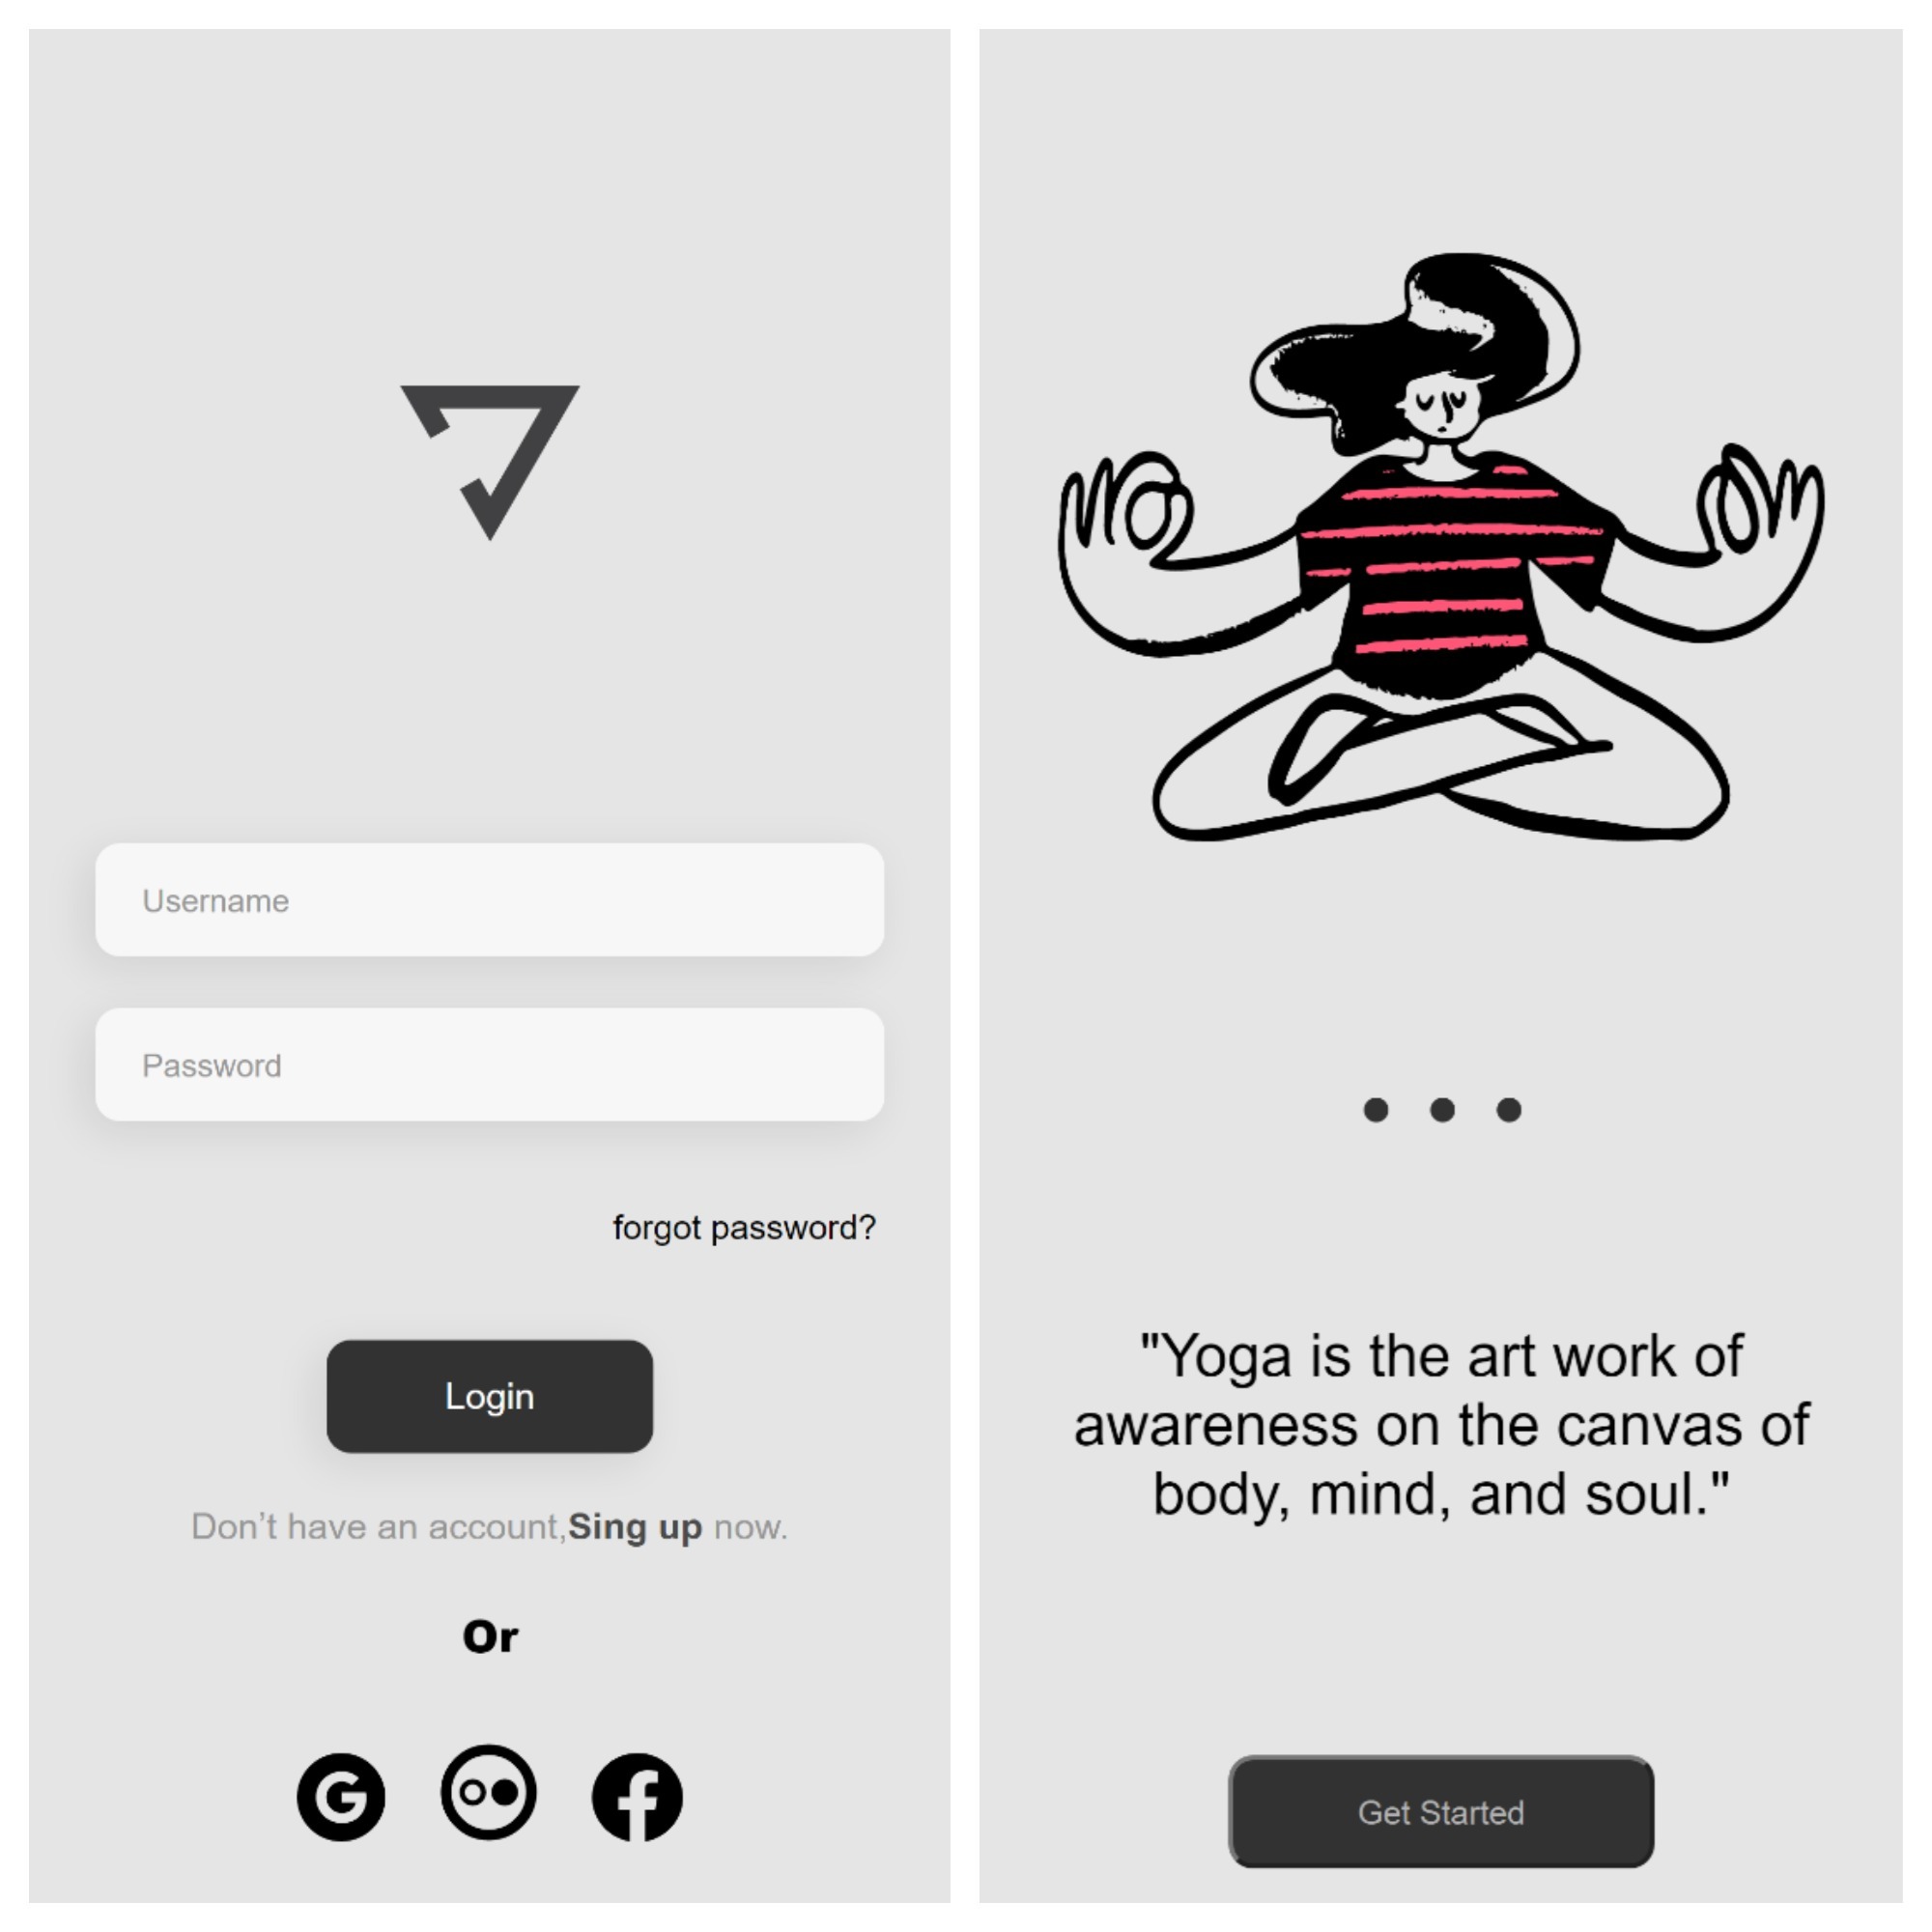 Username
Password
forgot password?
Login
Don’t have an account,Sing up now.
Or
"Yoga is the art work of
awareness on the canvas of
body, mind, and soul."
Get Started